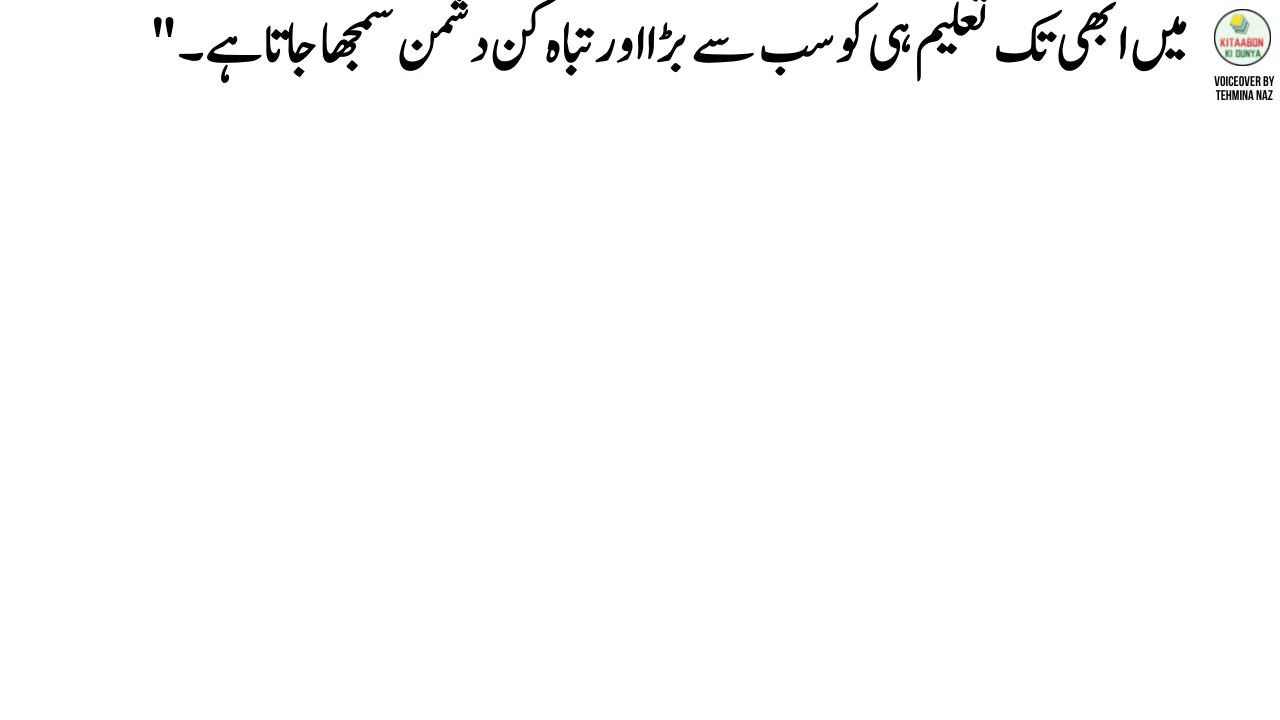 میں ابھی تک تعلیم ہی کو سب سے بڑا اور تباہ کن دشمن سمجھا جاتا ہے۔"
KITAABON
KI DUNYA
VOICEOVER BY
TEHMINA NAZ